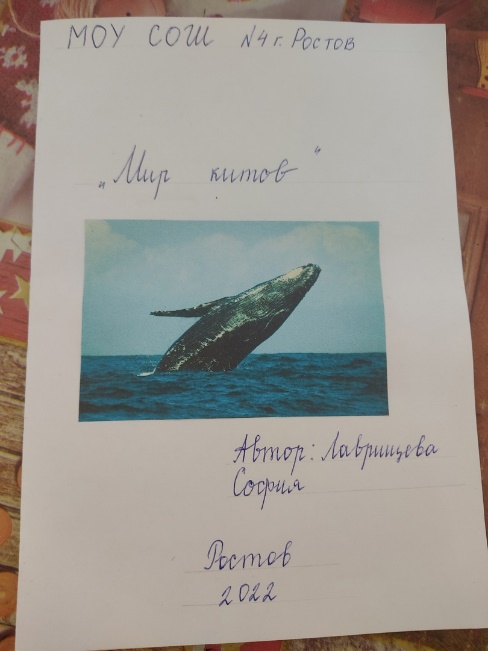 МОУ СОШ №4 г. Ростов
„Мир китов"
Автор: Лаврищева
София
Ростов
2022